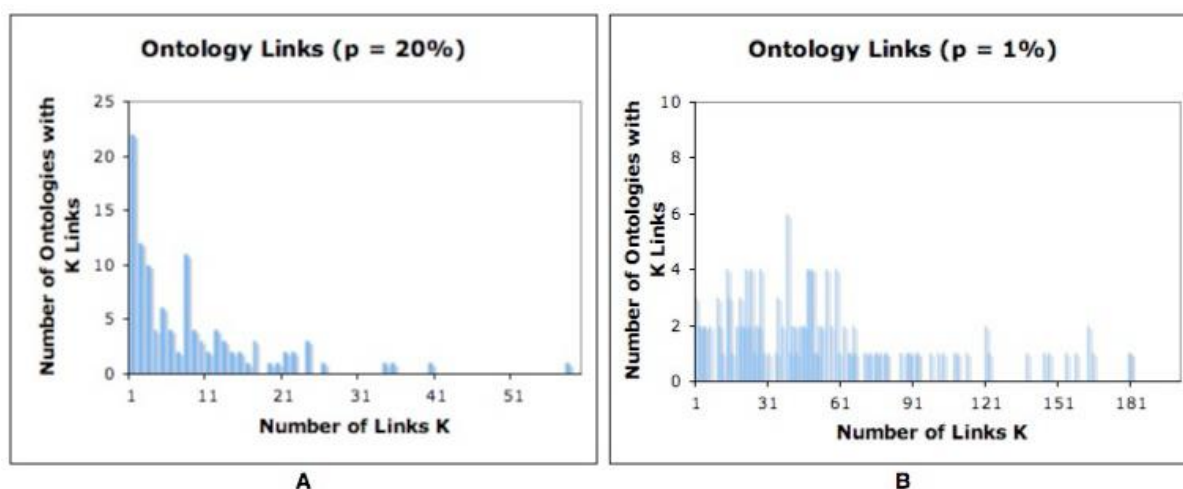 Ontology Links (p = 20%)
Number of Ontologies with
K Links
25
20
15
10
5
0
1 11 21 31 41 51
Number of Links K
A
Ontology Links (p = 1%)
Number of Ontologies with
K Links
10
8
6
4
2
0
1 31 61 91 121 151 181
Number of Links K
B